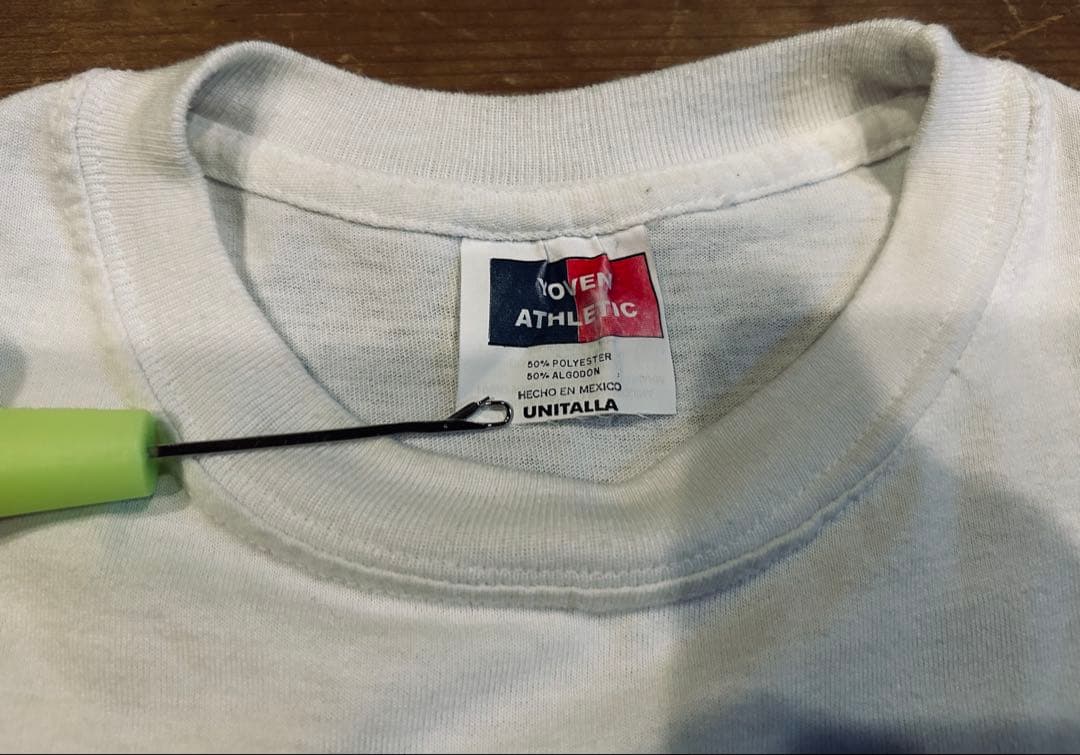 YOVEN
ATHLETIC
50% POLYESTER
50% ALGODON
HECHO EN MEXICO
UNITALLA